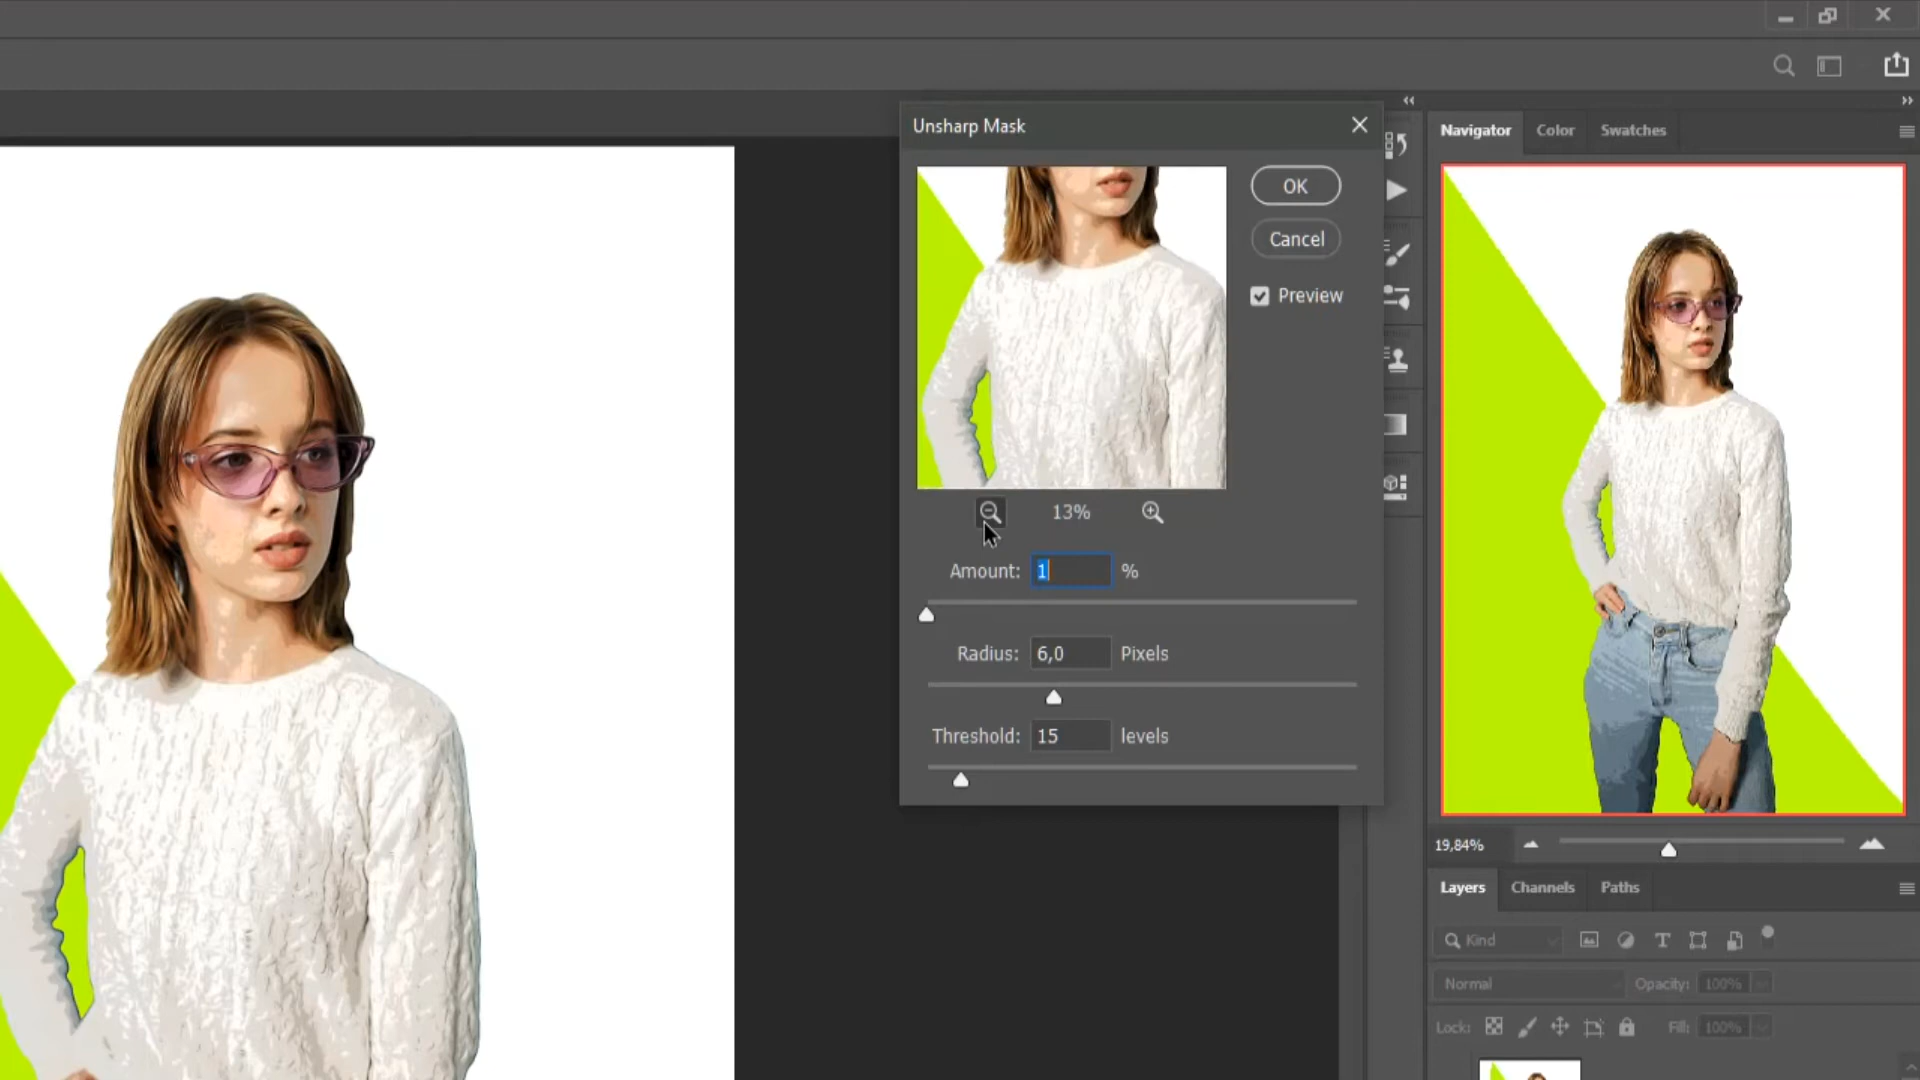 Unsharp Mask
OK
Cancel
Preview
13%
Amount: 1 %
Radius: 6,0 Pixels
Threshold: 15 levels
Navigator Color Swatches
19,84%
Layers Channels Paths
Kind
Normal Opacity: 100%
Lock: Fill: 100%